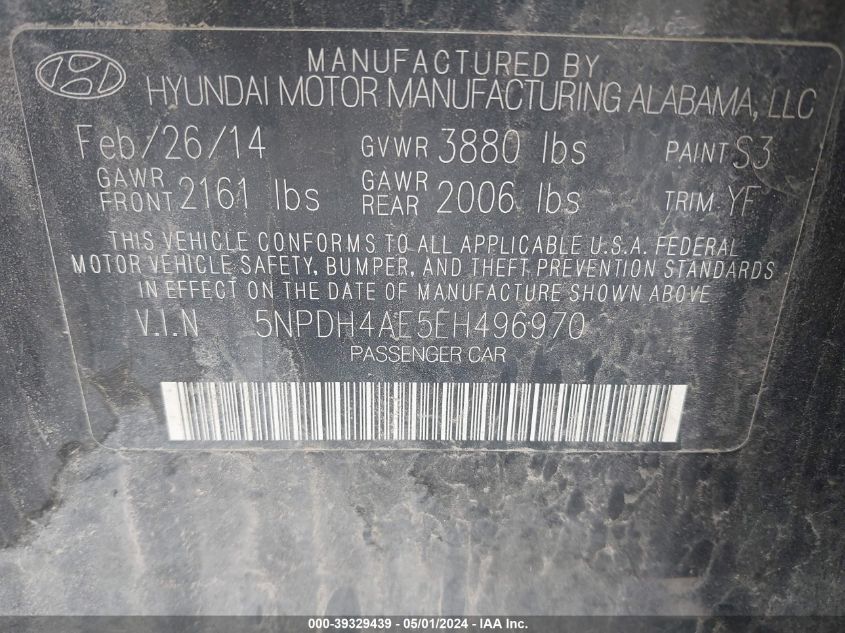 MANUFACTURED BY
HYUNDAI MOTOR MANUFACTURING ALABAMA, LLC
Feb/26/14 GVWR 3880 lbs PAINT S3
GAWR FRONT 2161 lbs GAWR REAR 2006 lbs TRIM YF
THIS VEHICLE CONFORMS TO ALL APPLICABLE U.S.A. FEDERAL
MOTOR VEHICLE SAFETY, BUMPER, AND THEFT PREVENTION STANDARDS
IN EFFECT ON THE DATE OF MANUFACTURE SHOWN ABOVE
V.I.N 5NPDH4AE5EH496970
PASSENGER CAR
000-39329439 - 05/01/2024 - IAA Inc.